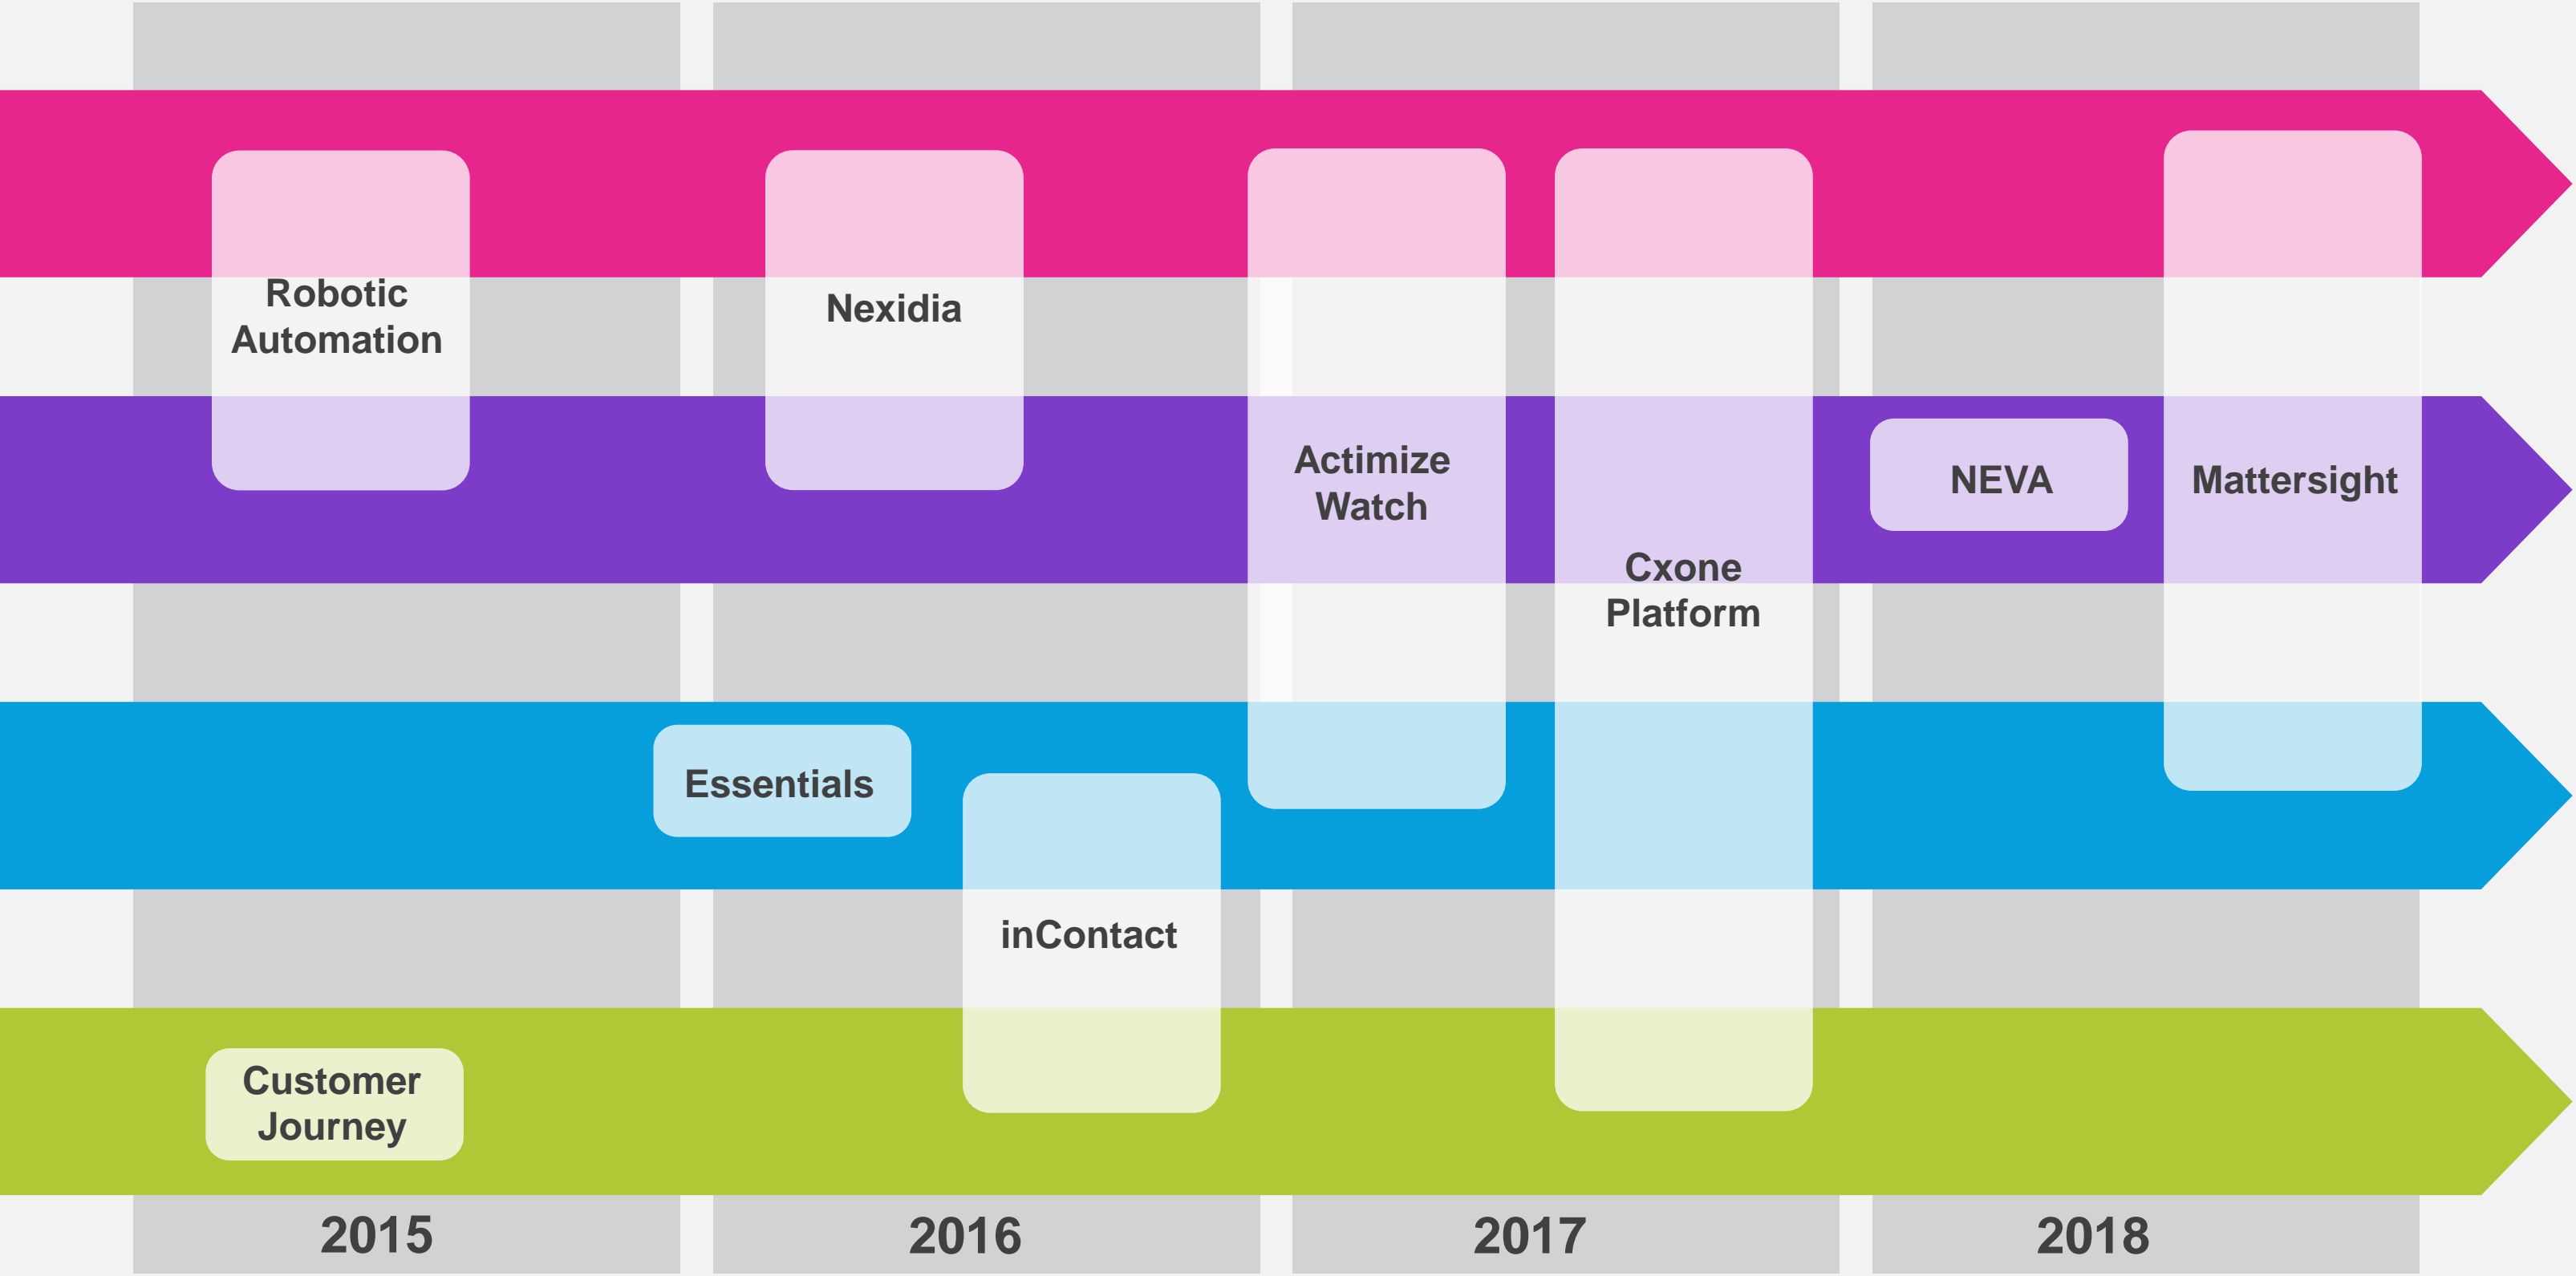 Robotic
Automation
Nexidia
Actimize
Watch
Cxone
Platform
NEVA
Mattersight
Essentials
inContact
Customer
Journey
2015
2016
2017
2018